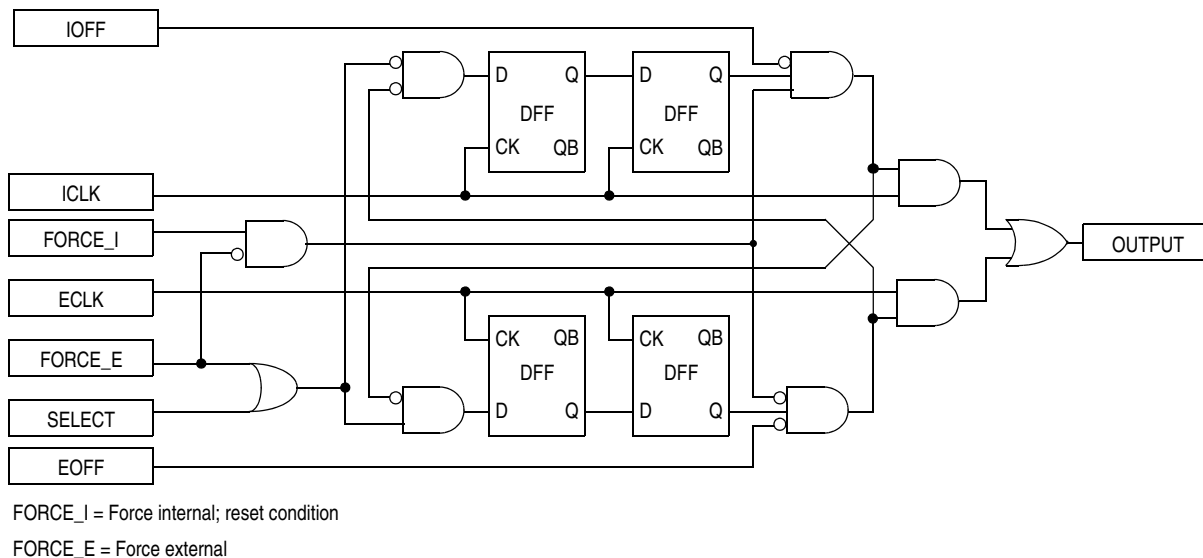 IOFF
D Q
D Q
DFF
DFF
CK QB
CK QB
ICLK
FORCE_I
OUTPUT
ECLK
CK QB
CK QB
FORCE_E
DFF
DFF
SELECT
D Q
D Q
EOFF
FORCE_I = Force internal; reset condition
FORCE_E = Force external